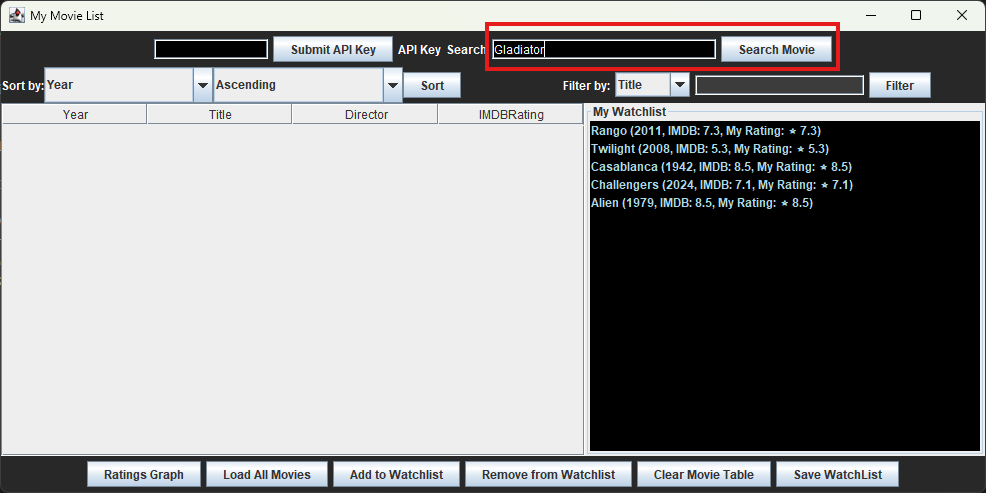 My Movie List
Submit API Key API Key Search Gladiator Search Movie
Sort by: Year Ascending Sort Filter by: Title Filter
Year Title Director IMDBRating
My Watchlist
Rango (2011, IMDB: 7.3, My Rating: ★ 7.3)
Twilight (2008, IMDB: 5.3, My Rating: ★ 5.3)
Casablanca (1942, IMDB: 8.5, My Rating: ★ 8.5)
Challengers (2024, IMDB: 7.1, My Rating: ★ 7.1)
Alien (1979, IMDB: 8.5, My Rating: ★ 8.5)
Ratings Graph Load All Movies Add to Watchlist Remove from Watchlist Clear Movie Table Save WatchList